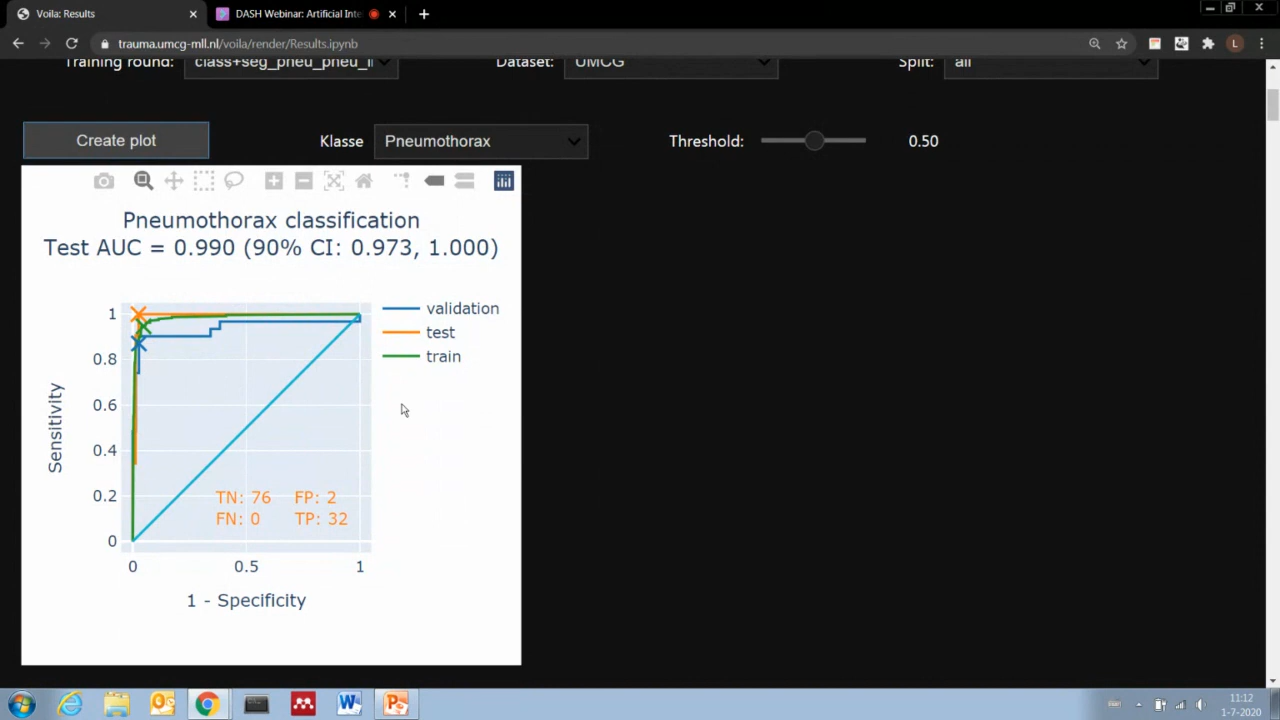 Voila: Results
DASH Webinar: Artificial Inte
trauma.umcg-mll.nl/voila/render/Results.ipynb
L
Training round: class+seg_pneu_pneu_ Dataset: UMCG Split: all
Create plot Klasse Pneumothorax Threshold: 0.50
Pneumothorax classification
Test AUC = 0.990 (90% CI: 0.973, 1.000)
validation
test
train
1
0.8
0.6
0.4
0.2
0
Sensitivity
TN: 76 FP: 2
FN: 0 TP: 32
0 0.5 1
1 - Specificity
11:12
1-7-2020